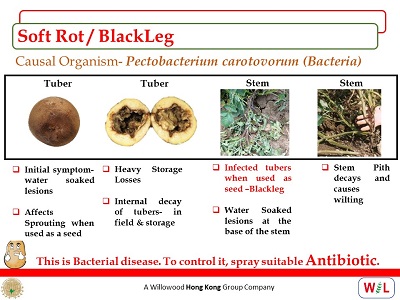 Soft Rot / BlackLeg
Causal Organism- Pectobacterium carotovorum (Bacteria)
Tuber
Tuber
Stem
Stem
Initial symptom-
water soaked
lesions
Affects
Sprouting when
used as a seed
Heavy Storage
Losses
Internal decay
of tubers- in
field & storage
Infected tubers
when used as
seed –Blackleg
Water Soaked
lesions at the
base of the stem
Stem Pith
decays and
causes
wilting
This is Bacterial disease. To control it, spray suitable Antibiotic.
A Willowood Hong Kong Group Company
WL